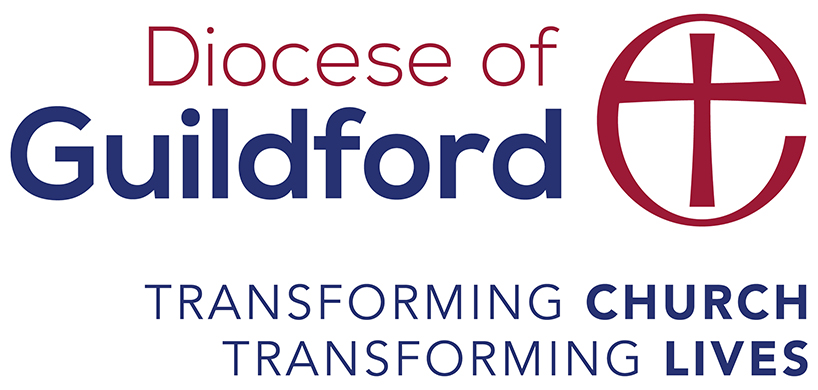 Diocese of
Guildford
TRANSFORMING CHURCH
TRANSFORMING LIVES